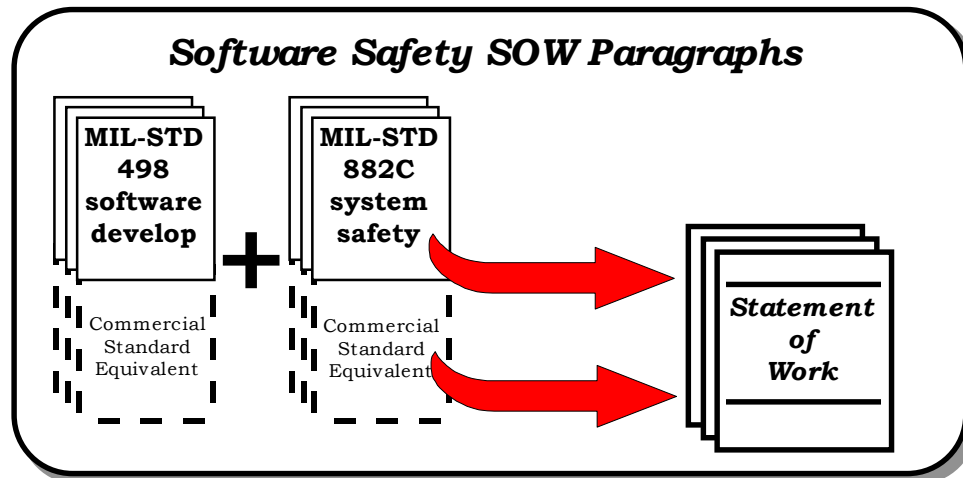 Software Safety SOW Paragraphs
MIL-STD
498
software
develop
+
MIL-STD
882C
system
safety
Commercial
Standard
Equivalent
Commercial
Standard
Equivalent
Statement
of
Work